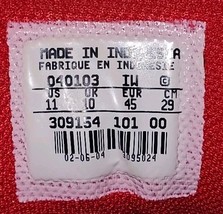 MADE IN INDONESIA
FABRIQUE EN INDONESIE
040103 IW ©
US UK EUR CM
11 10 45 29
309154 101 00
02-06-04 095024